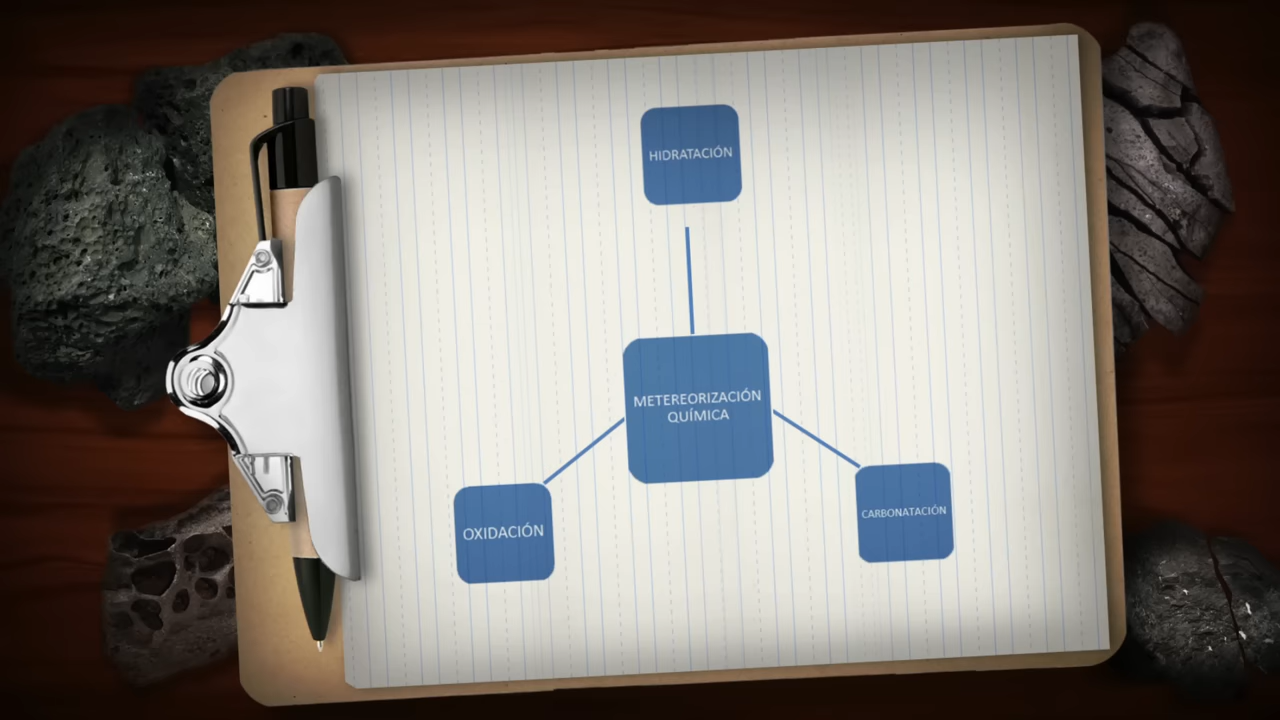 HIDRATACIÓN
METEREORIZACIÓN
QUÍMICA
OXIDACIÓN
CARBONATACIÓN